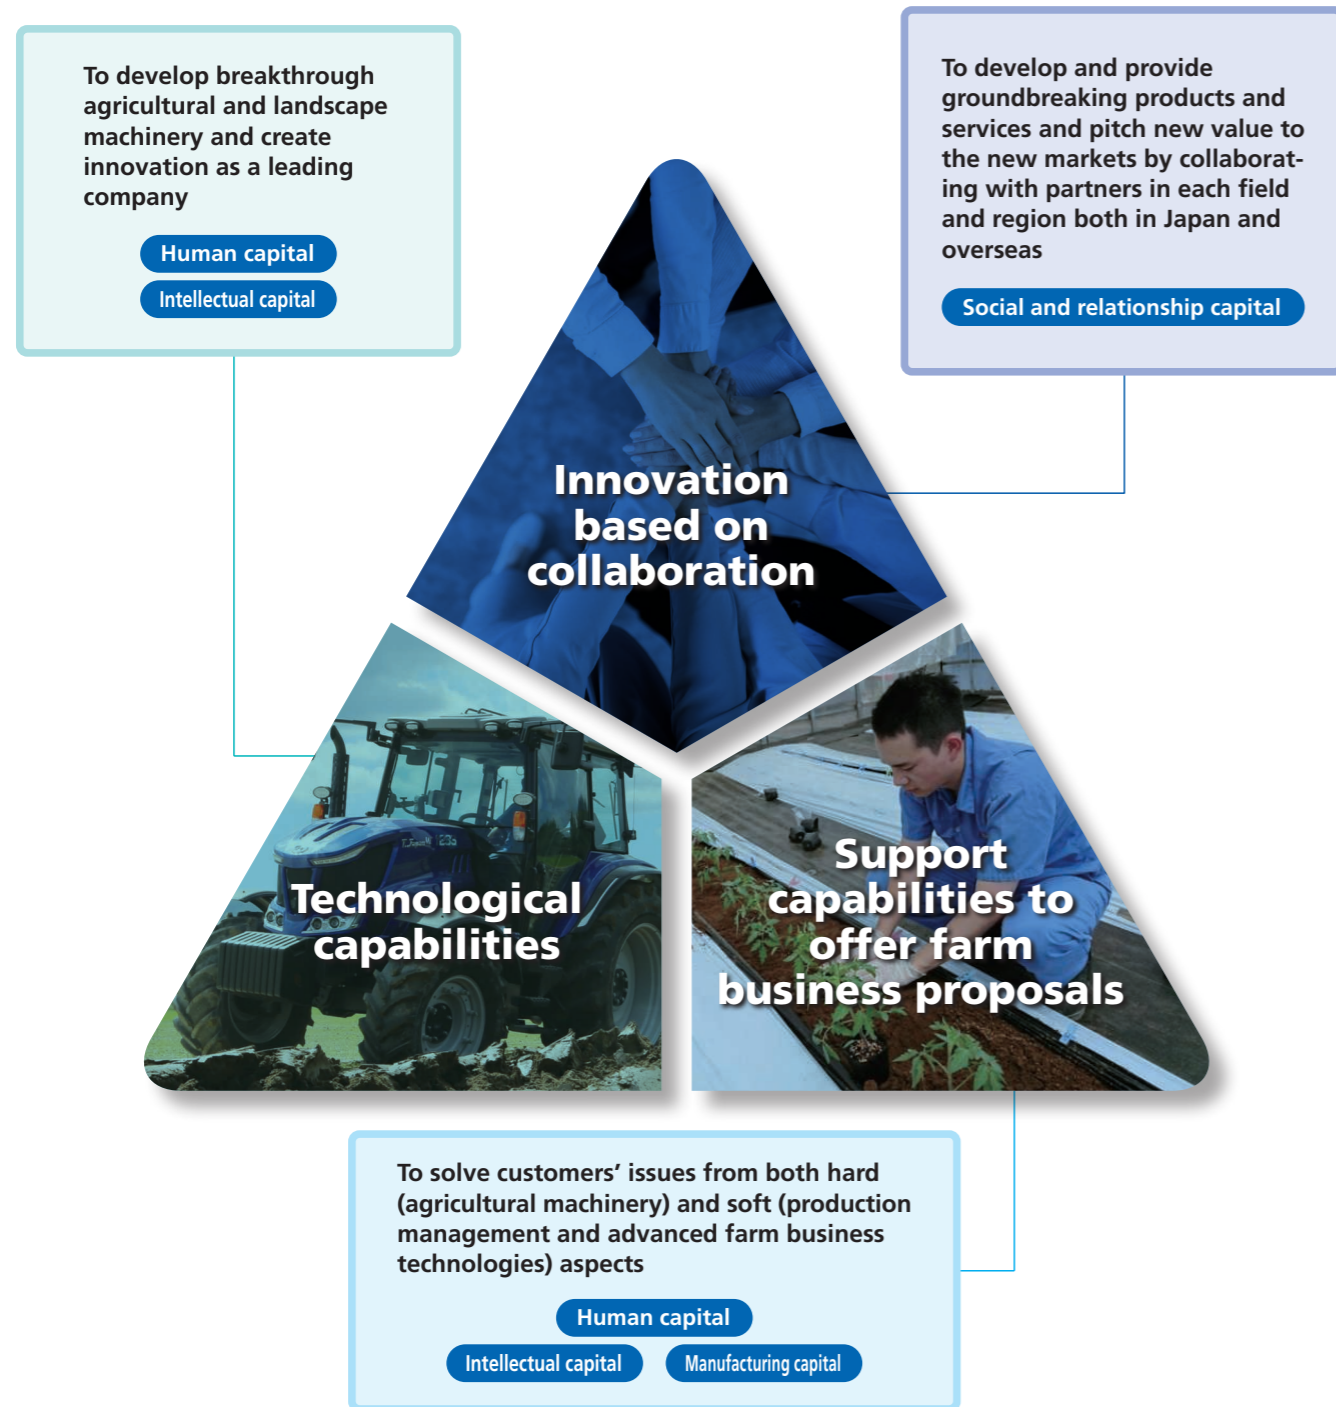 To develop breakthrough
agricultural and landscape
machinery and create
innovation as a leading
company
Human capital
Intellectual capital
To develop and provide
groundbreaking products and
services and pitch new value to
the new markets by collaborat-
ing with partners in each field
and region both in Japan and
overseas
Social and relationship capital
Innovation
based on
collaboration
Technological
capabilities
Support
capabilities to
offer farm
business proposals
To solve customers’ issues from both hard
(agricultural machinery) and soft (production
management and advanced farm business
technologies) aspects
Human capital
Intellectual capital
Manufacturing capital